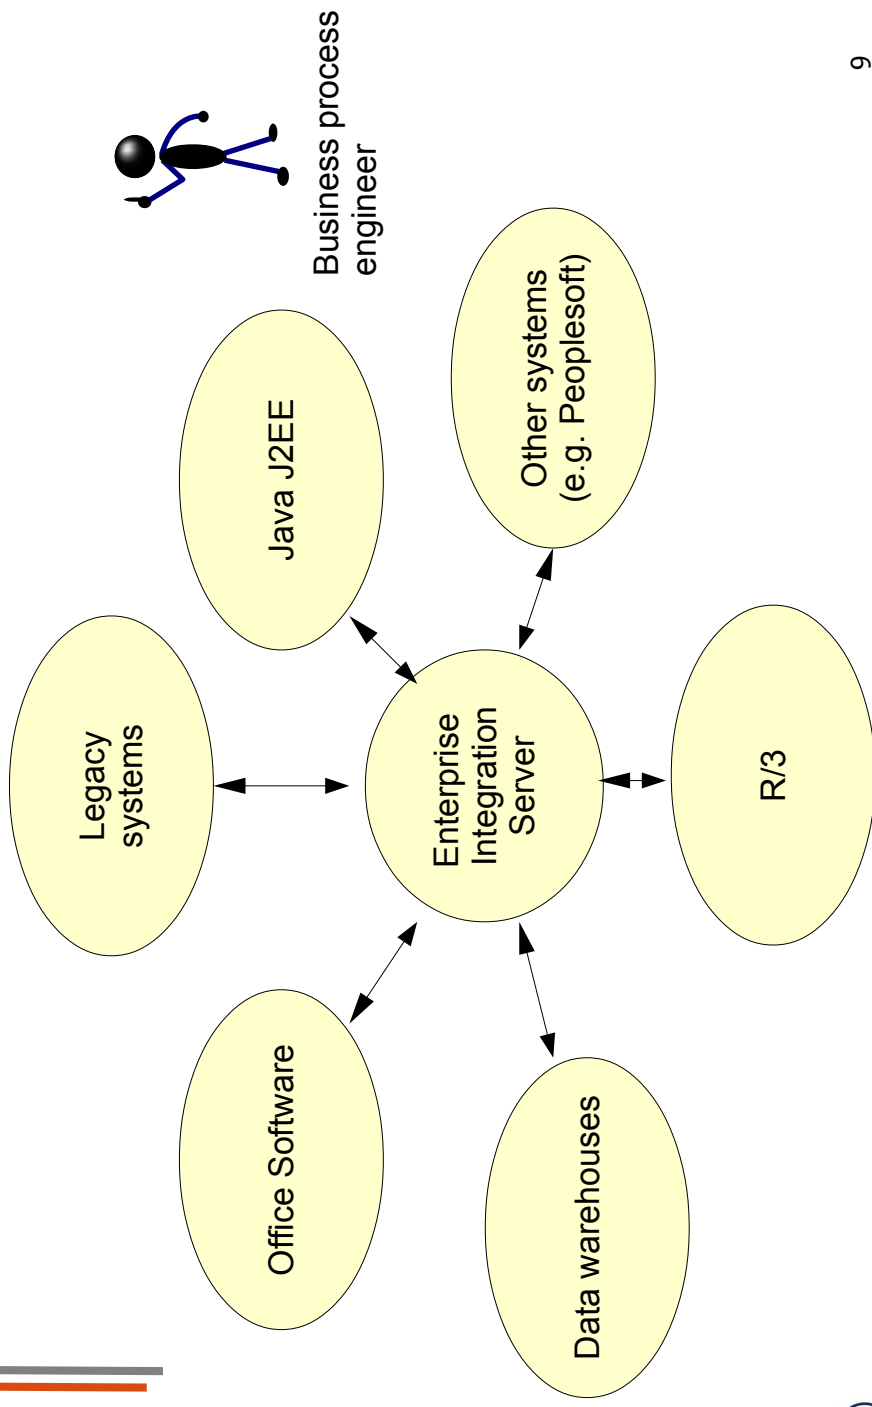 Legacy
systems
Office Software
Java J2EE
Business process
engineer
Enterprise
Integration
Server
Other systems
(e.g. Peoplesoft)
Data warehouses
R/3
9